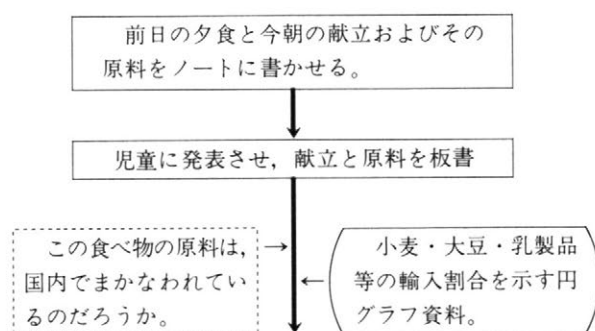 前日の夕食と今朝の献立およびその
原料をノートに書かせる。
児童に発表させ，献立と原料を板書
この食べ物の原料は，
国内でまかなわれてい
るのだろうか。
小麦・大豆・乳製品
等の輸入割合を示す円
グラフ資料。